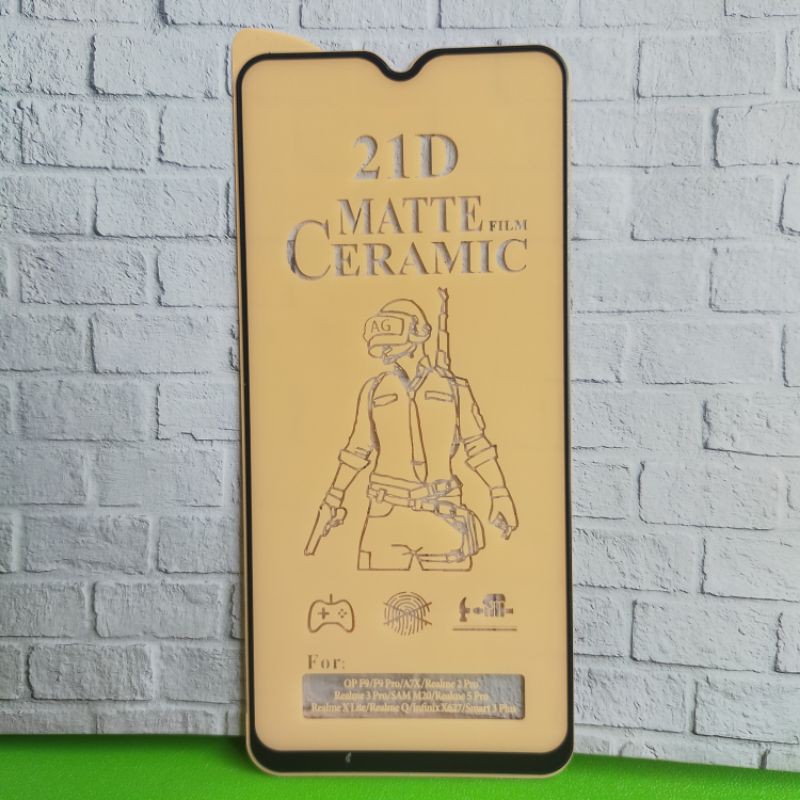 21D
MATTE FILM
CERAMIC
AG
For:
OP F9/F9 Pro/A7X/Realme 2 Pro
Realme 3 Pro/SAM M20/Realme 5 Pro
Realme X Lite/Realme Q/Infinix X627/Smart 3 Plus